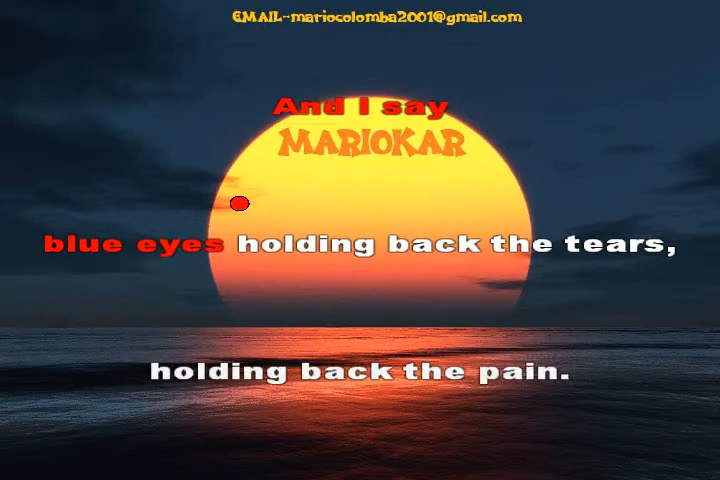 EMAIL-mariocolomba2001@gmail.com
And I say
MARIOKAR
blue eyes holding back the tears,
holding back the pain.